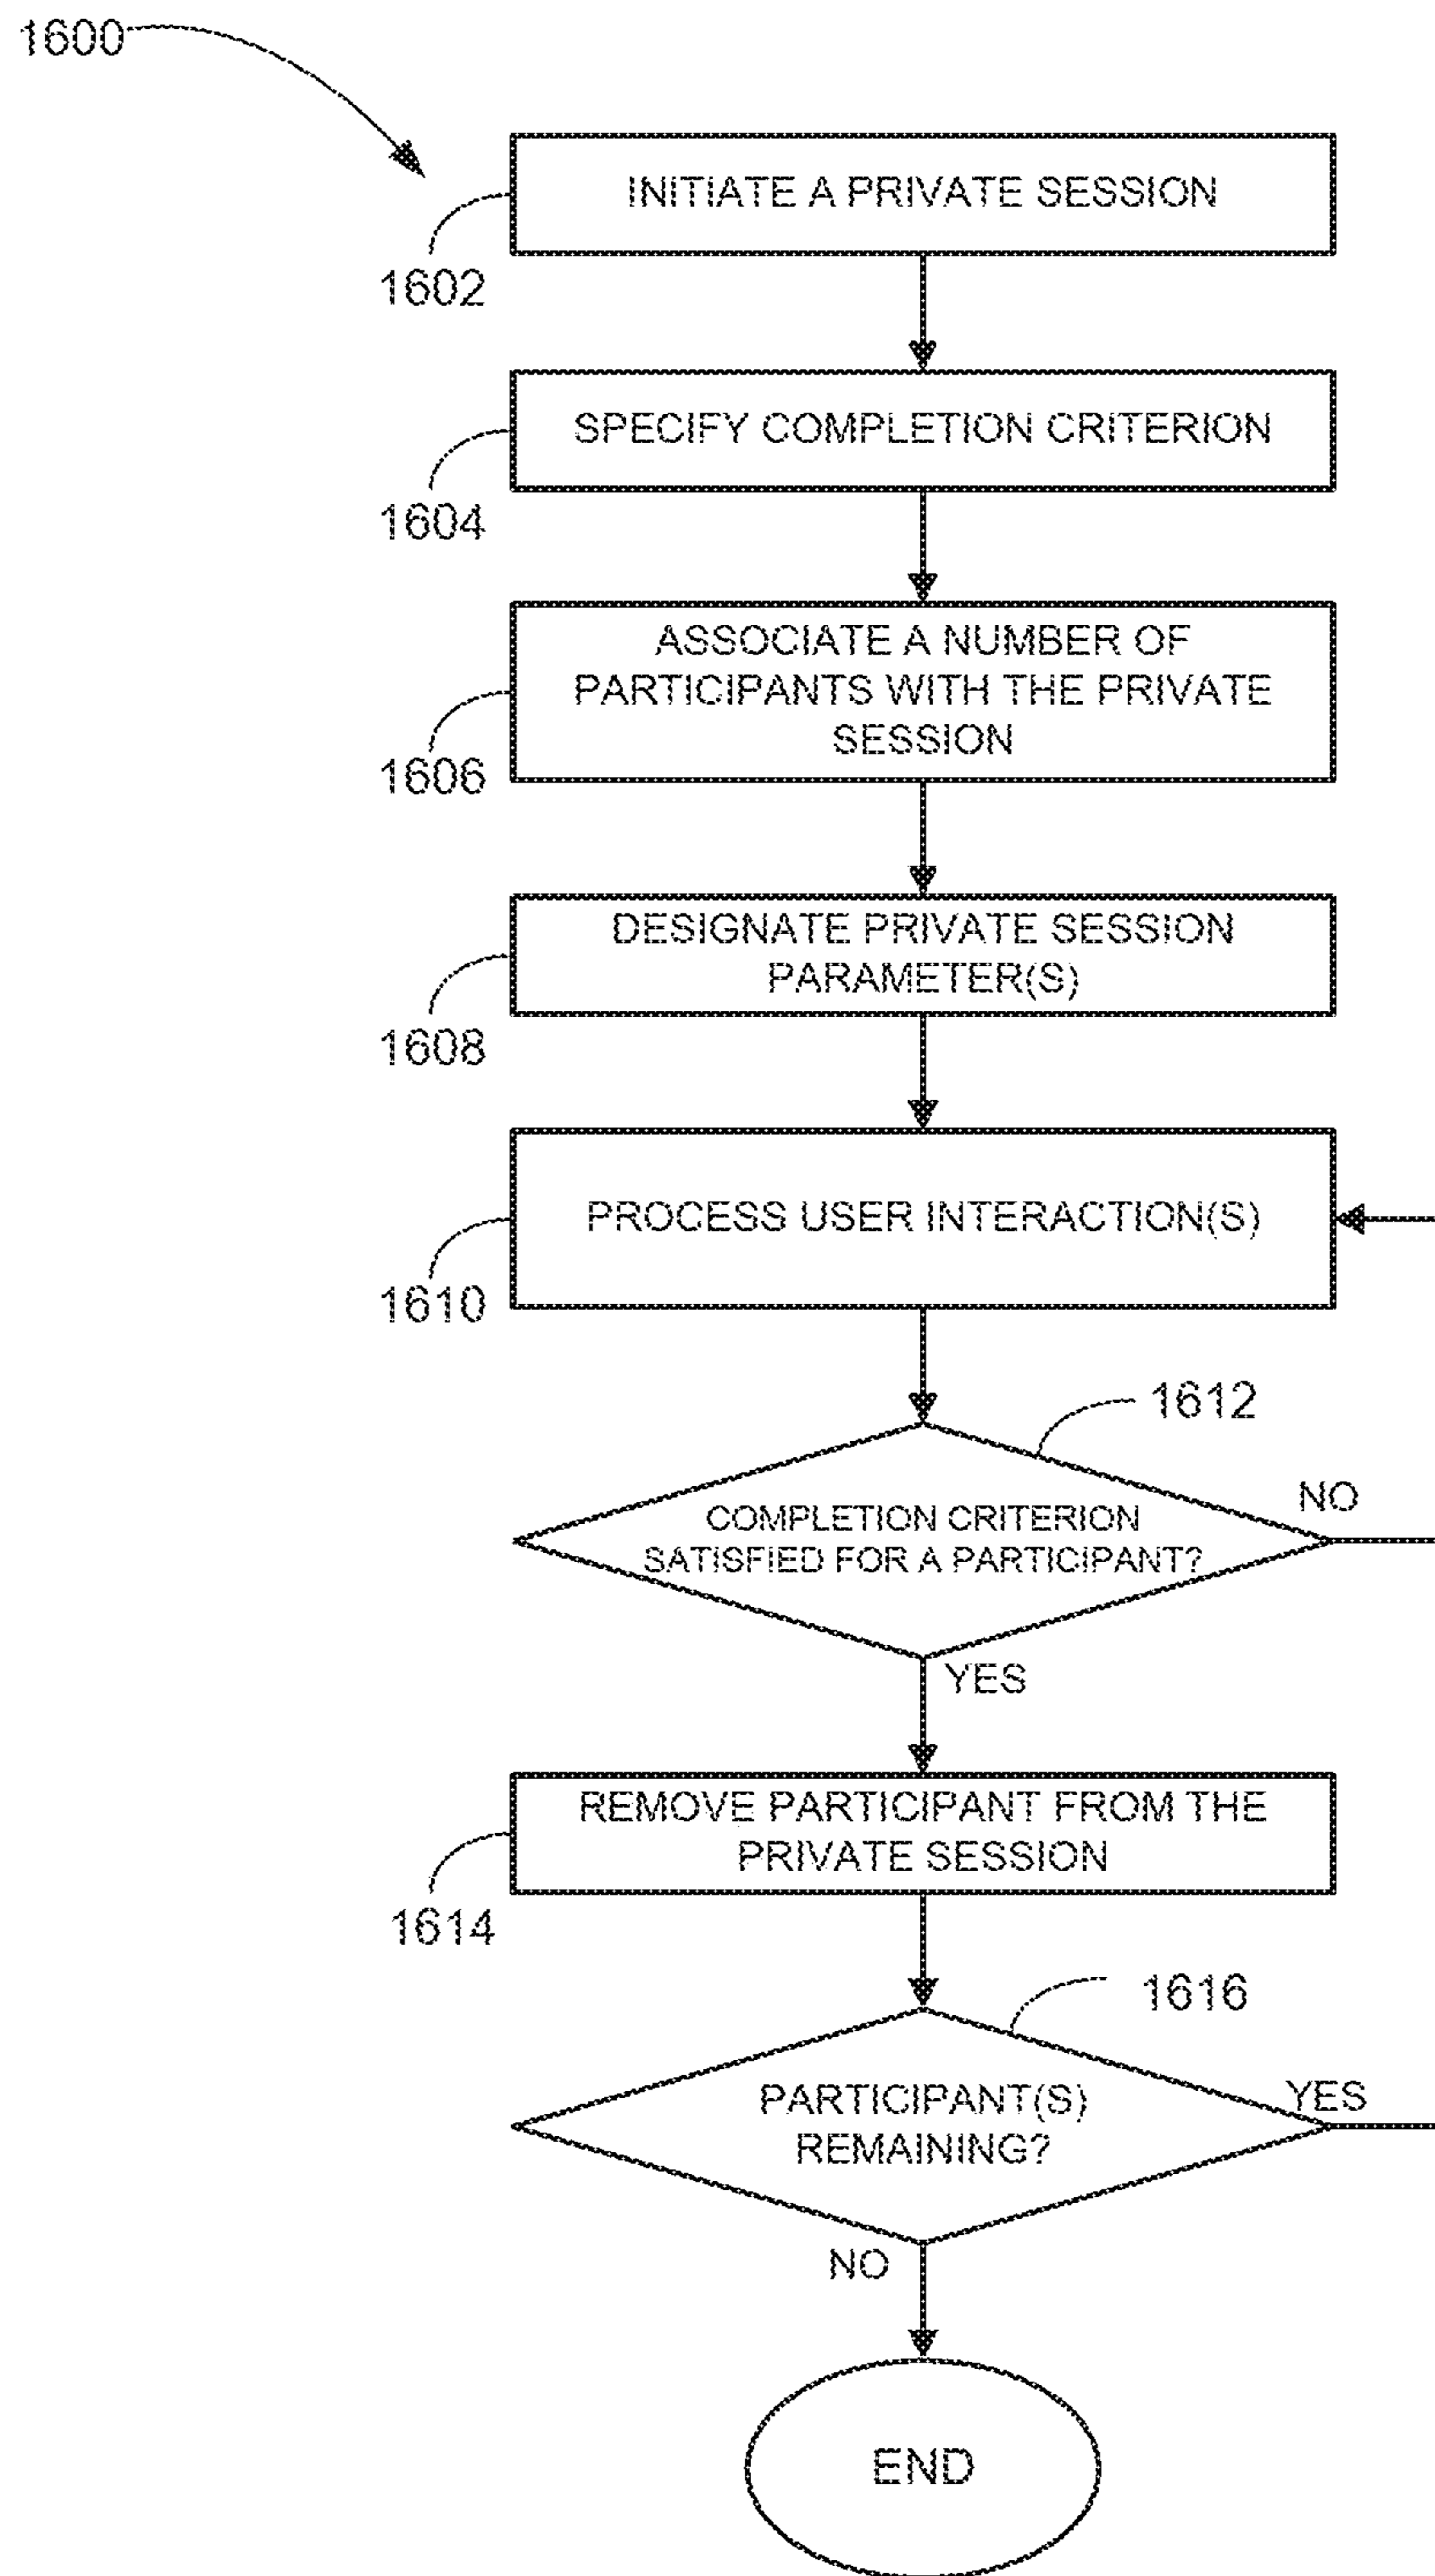 1600
INITIATE A PRIVATE SESSION
1602
SPECIFY COMPLETION CRITERION
1604
ASSOCIATE A NUMBER OF
PARTICIPANTS WITH THE PRIVATE
SESSION
1606
DESIGNATE PRIVATE SESSION
PARAMETER(S)
1608
PROCESS USER INTERACTION(S)
1610
1612
COMPLETION CRITERION
SATISFIED FOR A PARTICIPANT?
NO
YES
REMOVE PARTICIPANT FROM THE
PRIVATE SESSION
1614
1616
PARTICIPANT(S)
REMAINING?
YES
NO
END